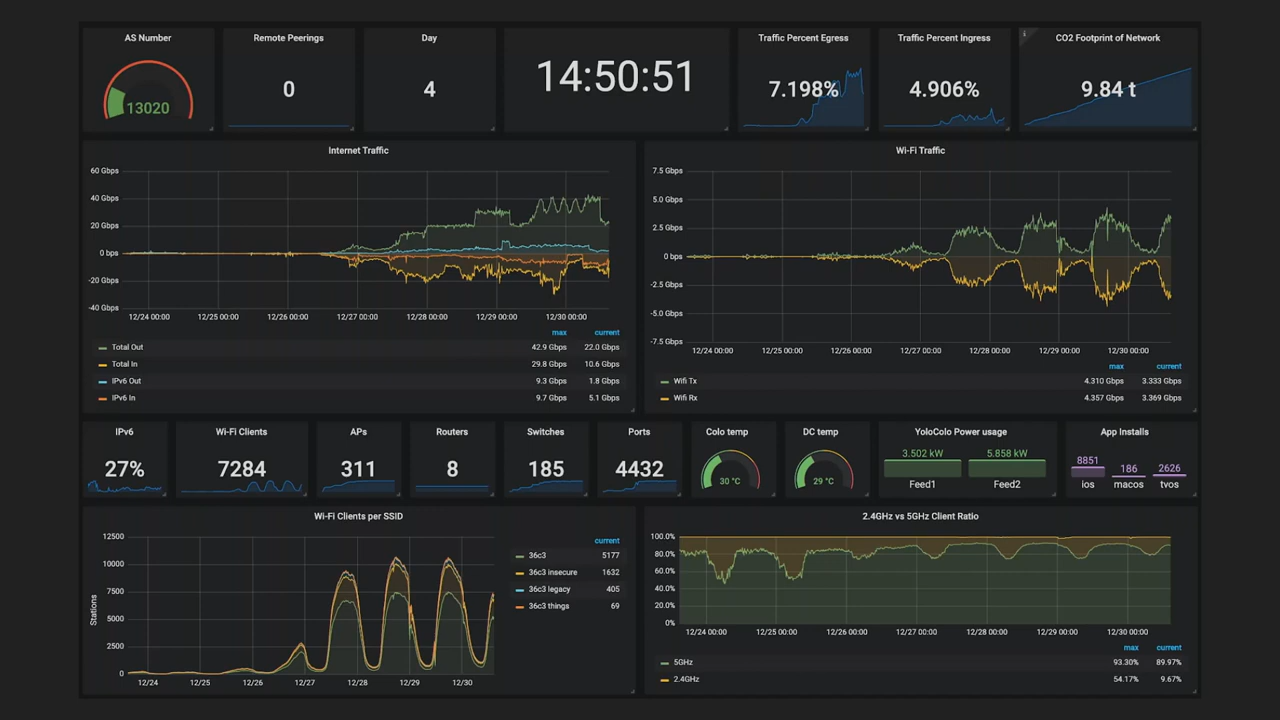 AS Number
13020
Remote Peerings
0
Day
4
14:50:51
Traffic Percent Egress
7.198%
Traffic Percent Ingress
4.906%
i
CO2 Footprint of Network
9.84 t
Internet Traffic
60 Gbps
40 Gbps
20 Gbps
0 bps
-20 Gbps
-40 Gbps
12/24 00:00 12/25 00:00 12/26 00:00 12/27 00:00 12/28 00:00 12/29 00:00 12/30 00:00
max current
Total Out 42.9 Gbps 22.0 Gbps
Total In 29.8 Gbps 10.6 Gbps
IPv6 Out 9.3 Gbps 1.8 Gbps
IPv6 In 9.7 Gbps 5.1 Gbps
Wi-Fi Traffic
7.5 Gbps
5.0 Gbps
2.5 Gbps
0 bps
-2.5 Gbps
-5.0 Gbps
-7.5 Gbps
12/24 00:00 12/25 00:00 12/26 00:00 12/27 00:00 12/28 00:00 12/29 00:00 12/30 00:00
max current
Wifi Tx 4.310 Gbps 3.333 Gbps
Wifi Rx 4.357 Gbps 3.369 Gbps
IPv6
27%
Wi-Fi Clients
7284
APs
311
Routers
8
Switches
185
Ports
4432
Colo temp
30 °C
DC temp
29 °C
YoloColo Power usage
3.502 kW 5.858 kW
Feed1 Feed2
App Installs
8851 186 2626
ios macos tvos
Wi-Fi Clients per SSID
Stations
12500
10000
7500
5000
2500
0
12/24 12/25 12/26 12/27 12/28 12/29 12/30
current
36c3 5177
36c3 insecure 1632
36c3 legacy 405
36c3 things 69
2.4GHz vs 5GHz Client Ratio
100.0%
80.0%
60.0%
40.0%
20.0%
0%
12/24 00:00 12/25 00:00 12/26 00:00 12/27 00:00 12/28 00:00 12/29 00:00 12/30 00:00
max current
5GHz 93.30% 89.97%
2.4GHz 54.17% 9.67%